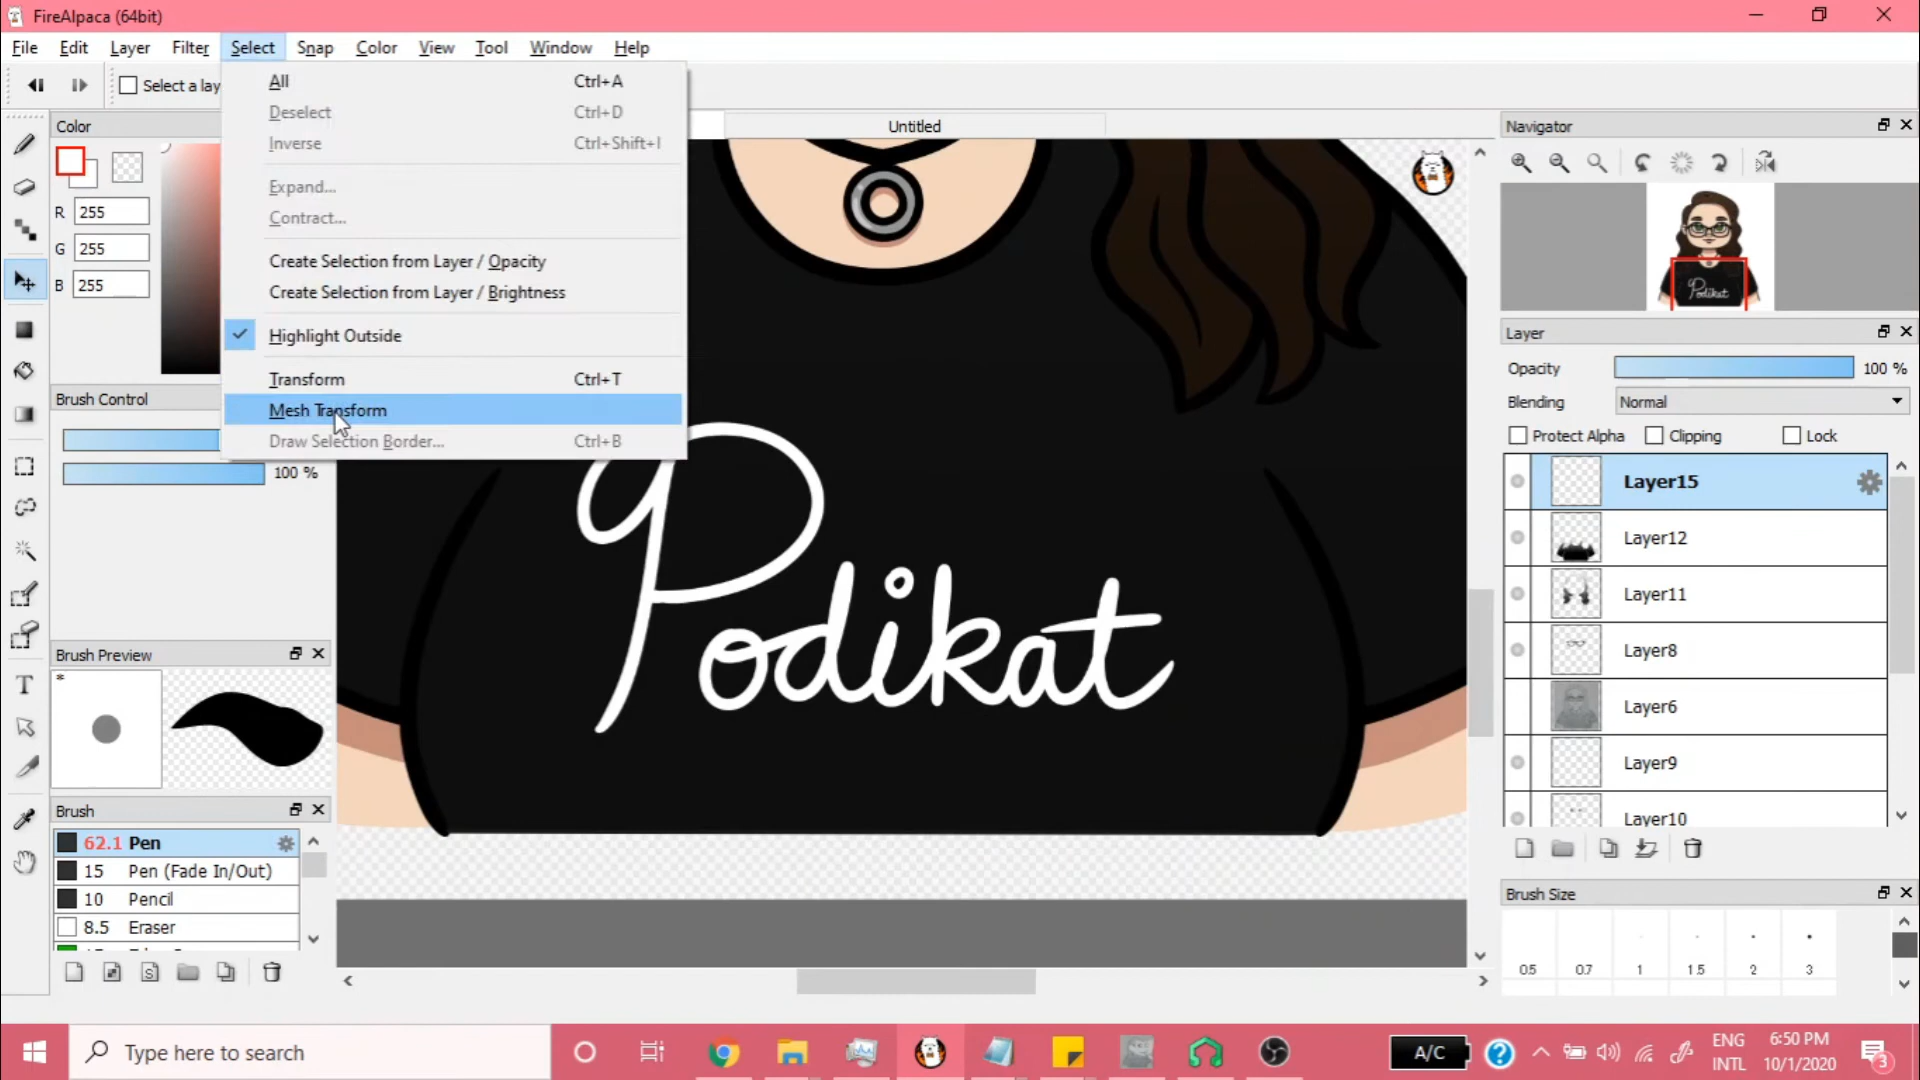 FireAlpaca (64bit)
File Edit Layer Filter Select Snap Color View Tool Window Help
Select a lay
All Ctrl+A
Deselect Ctrl+D
Inverse Ctrl+Shift+I
Expand...
Contract...
Create Selection from Layer / Opacity
Create Selection from Layer / Brightness
Highlight Outside
Transform Ctrl+T
Mesh Transform
Draw Selection Border... Ctrl+B
Color
R 255
G 255
B 255
Brush Control
100 %
Brush Preview
*
Brush
62.1 Pen
15 Pen (Fade In/Out)
10 Pencil
8.5 Eraser
Untitled
Podikat
Navigator
Podikat
Layer
Opacity 100 %
Blending Normal
Protect Alpha Clipping Lock
Layer15
Layer12
Layer11
Layer8
Layer6
Layer9
Layer10
Brush Size
0.5 0.7 1 1.5 2 3
Type here to search
A/C
ENG
INTL
6:50 PM
10/1/2020
3